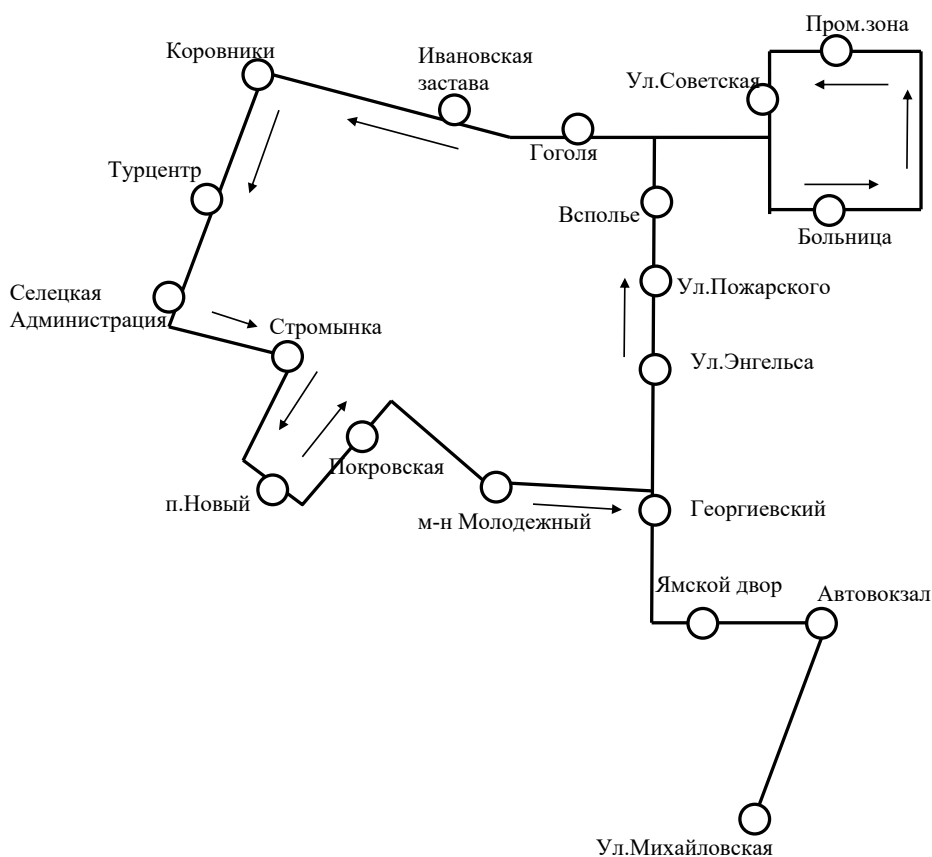 Пром.зона
Коровники
Ивановская
застава
Ул.Советская
Гоголя
Турцентр
Всполье
Больница
Селецкая
Администрация
Ул.Пожарского
Стромынка
Ул.Энгельса
Покровская
п.Новый
м-н Молодежный
Георгиевский
Ямской двор
Автовокзал
Ул.Михайловская